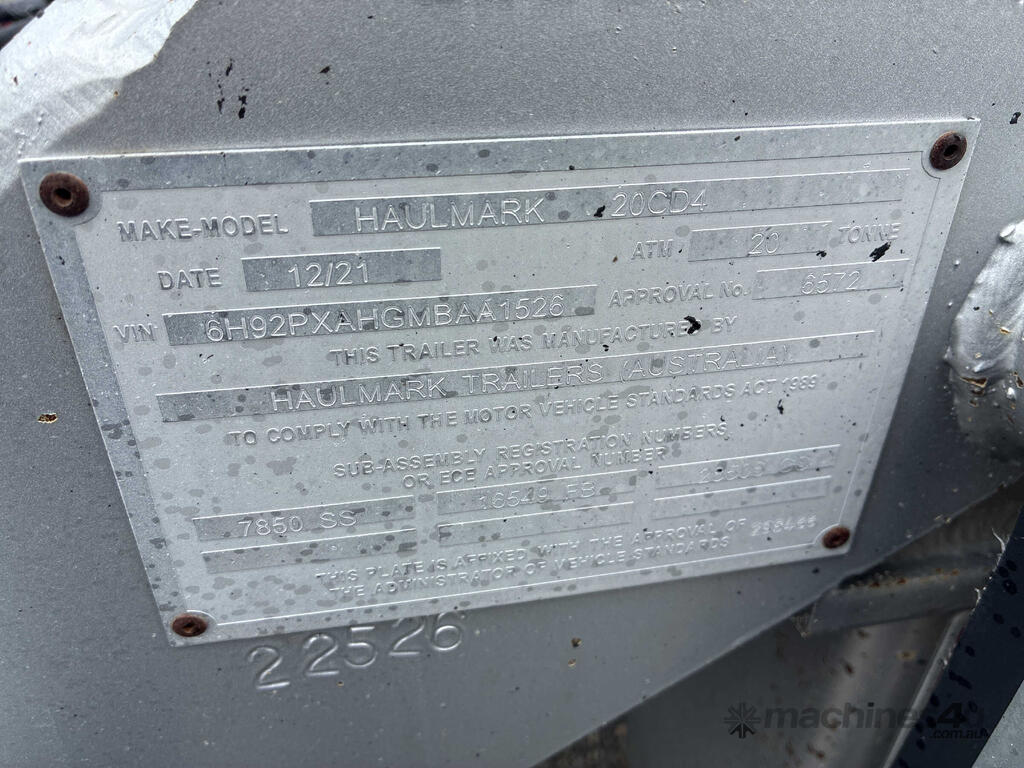 MAKE-MODEL HAULMARK 20CD4
DATE 12/21 ATM 20 TONNE
VIN 6H92PXAHGMBAA1526 APPROVAL No. 6572
THIS TRAILER WAS MANUFACTURED BY
HAULMARK TRAILERS (AUSTRALIA)
TO COMPLY WITH THE MOTOR VEHICLE STANDARDS ACT 1989
SUB-ASSEMBLY REGISTRATION NUMBERS
OR ECE APPROVAL NUMBER
7850 SS 16549 FB
THIS PLATE IS AFFIXED WITH THE APPROVAL OF
THE ADMINISTRATOR OF VEHICLE STANDARDS
22526
machines4u
.com.au